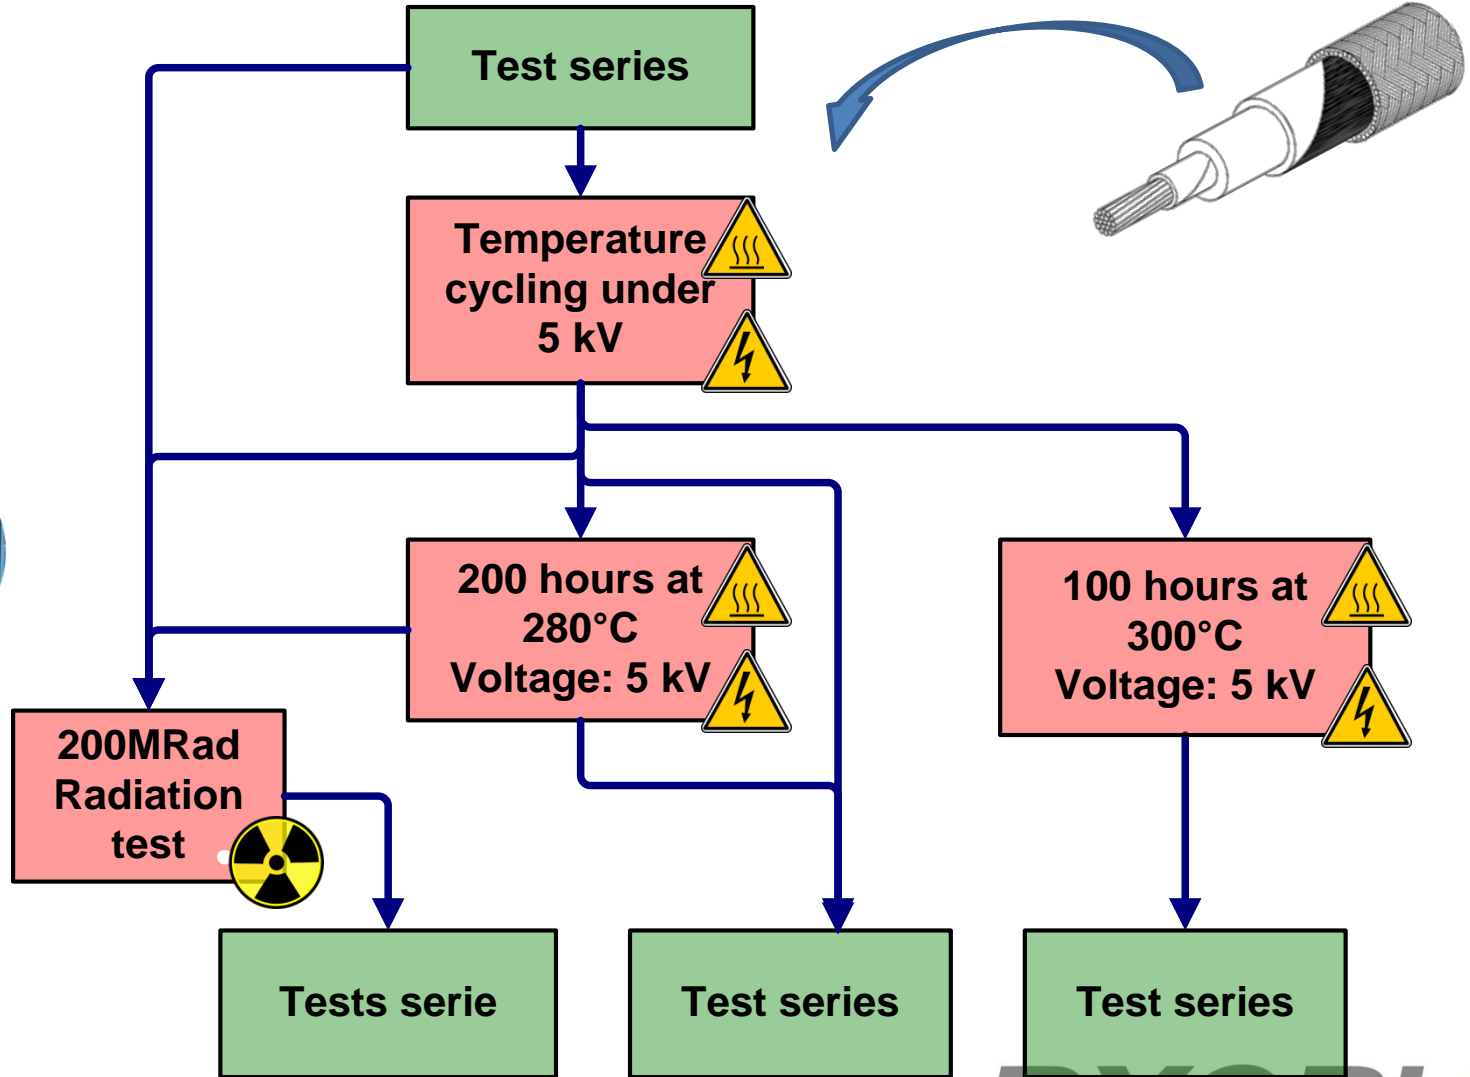 Test series
Temperature
cycling under
5 kV
200 hours at
280°C
Voltage: 5 kV
100 hours at
300°C
Voltage: 5 kV
200MRad
Radiation
test
Tests serie
Test series
Test series